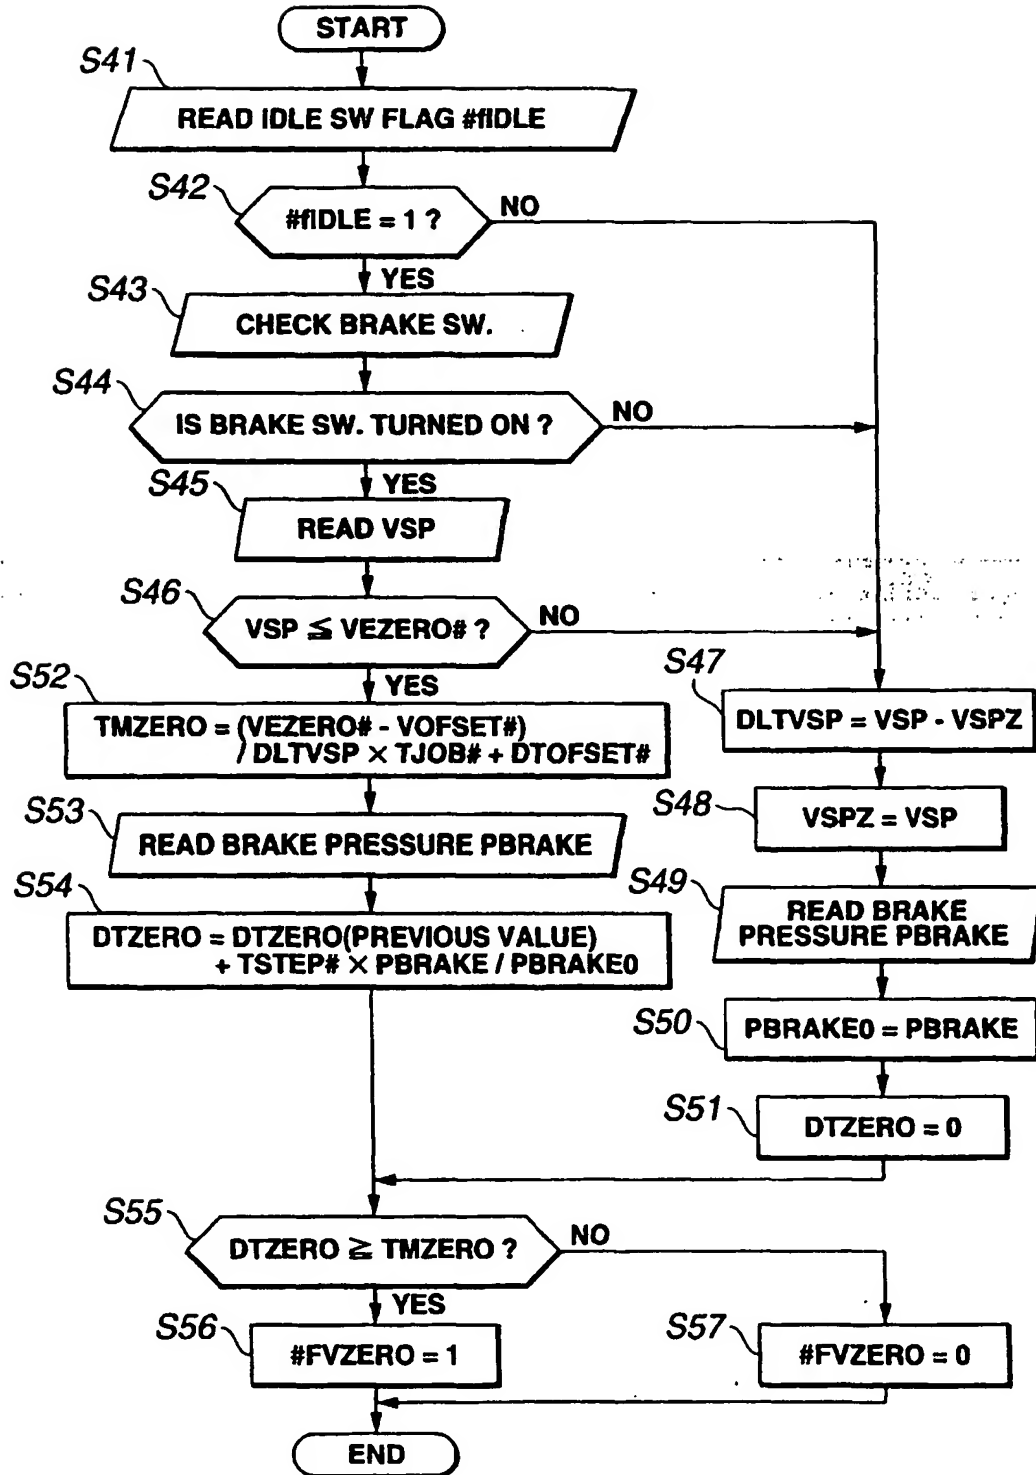 START
S41
READ IDLE SW FLAG #fIDLE
S42
#fIDLE = 1 ?
NO
YES
S43
CHECK BRAKE SW.
S44
IS BRAKE SW. TURNED ON ?
NO
YES
S45
READ VSP
S46
VSP ≦ VEZERO# ?
NO
YES
S52
TMZERO = (VEZERO# - VOFSET#)
/ DLTVSP × TJOB# + DTOFSET#
S53
READ BRAKE PRESSURE PBRAKE
S54
DTZERO = DTZERO(PREVIOUS VALUE)
+ TSTEP# × PBRAKE / PBRAKE0
S47
DLTVSP = VSP - VSPZ
S48
VSPZ = VSP
S49
READ BRAKE
PRESSURE PBRAKE
S50
PBRAKE0 = PBRAKE
S51
DTZERO = 0
S55
DTZERO ≧ TMZERO ?
NO
YES
S56
#FVZERO = 1
S57
#FVZERO = 0
END